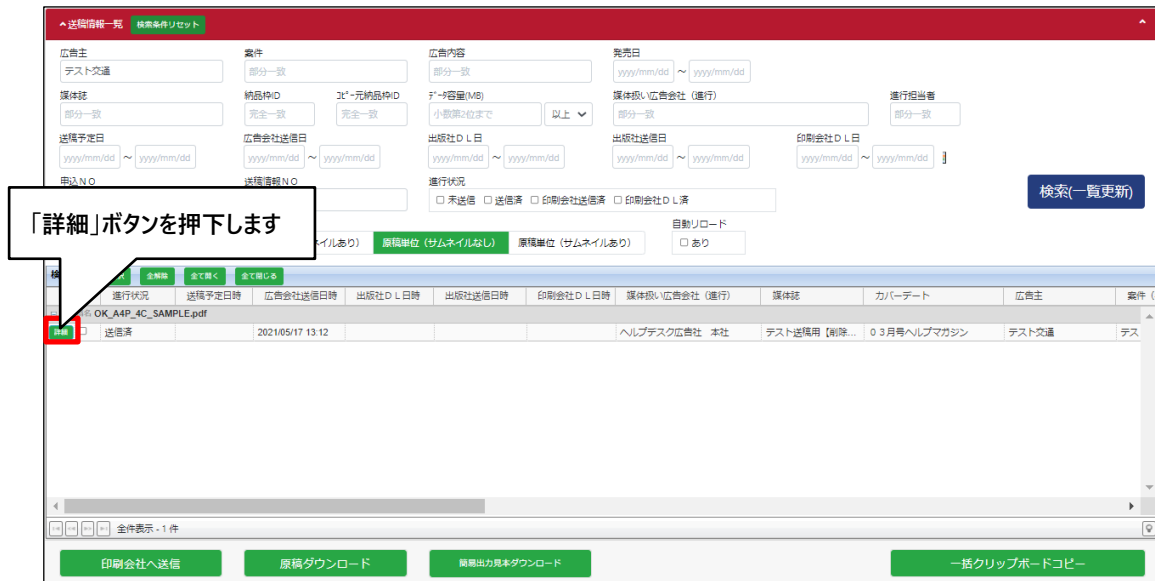 送稿情報一覧 検索条件リセット
広告主 案件 広告内容 発売日
テスト交通 部分一致 部分一致 yyyy/mm/dd ~ yyyy/mm/dd
媒体誌 納品枠ID ｺﾋﾟｰ元納品枠ID ﾃﾞｰﾀ容量(MB) 媒体扱い広告会社（進行） 進行担当者
部分一致 完全一致 完全一致 小数第2位まで 以上 部分一致 部分一致
送稿予定日 広告会社送信日 出版社ＤＬ日 出版社送信日 印刷会社ＤＬ日
yyyy/mm/dd ~ yyyy/mm/dd yyyy/mm/dd ~ yyyy/mm/dd yyyy/mm/dd ~ yyyy/mm/dd yyyy/mm/dd ~ yyyy/mm/dd yyyy/mm/dd ~ yyyy/mm/dd
申込ＮＯ 送稿情報ＮＯ 進行状況
未送信 送信済 印刷会社送信済 印刷会社ＤＬ済
検索(一覧更新)
「詳細」ボタンを押下します
自動リロード
ネイルあり） 原稿単位（サムネイルなし） 原稿単位（サムネイルあり） あり
検 全解除 全て開く 全て閉じる
進行状況 送稿予定日時 広告会社送信日時 出版社ＤＬ日時 出版社送信日時 印刷会社ＤＬ日時 媒体扱い広告会社（進行） 媒体誌 カバーデート 広告主 案件（
名 OK_A4P_4C_SAMPLE.pdf
詳細 送信済 2021/05/17 13:12 ヘルプデスク広告社 本社 テスト送稿用【削除... ０３月号ヘルプマガジン テスト交通 テス
全件表示 - 1 件
印刷会社へ送信 原稿ダウンロード 簡易出力見本ダウンロード 一括クリップボードコピー